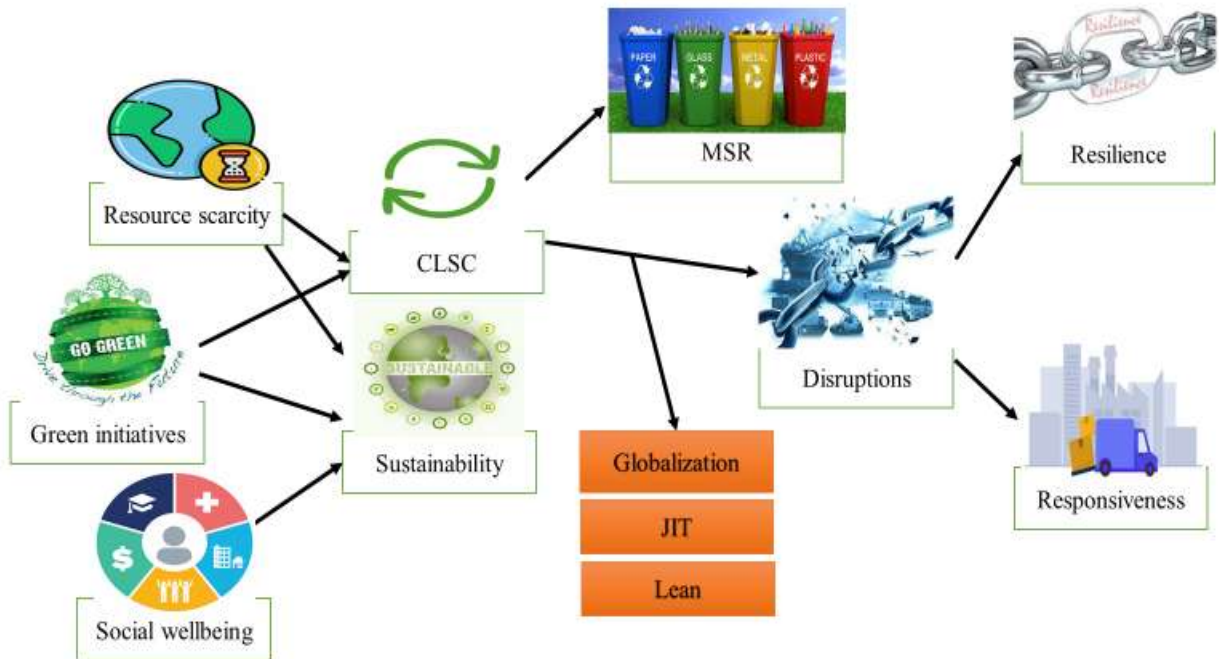 PAPER
GLASS
METAL
PLASTIC
MSR
Resilience
Resilience
Resilience
Resource scarcity
CLSC
GO GREEN
Drive through the Future
Green initiatives
SUSTAINABLE
Sustainability
Disruptions
Globalization
JIT
Lean
Responsiveness
$
Social wellbeing